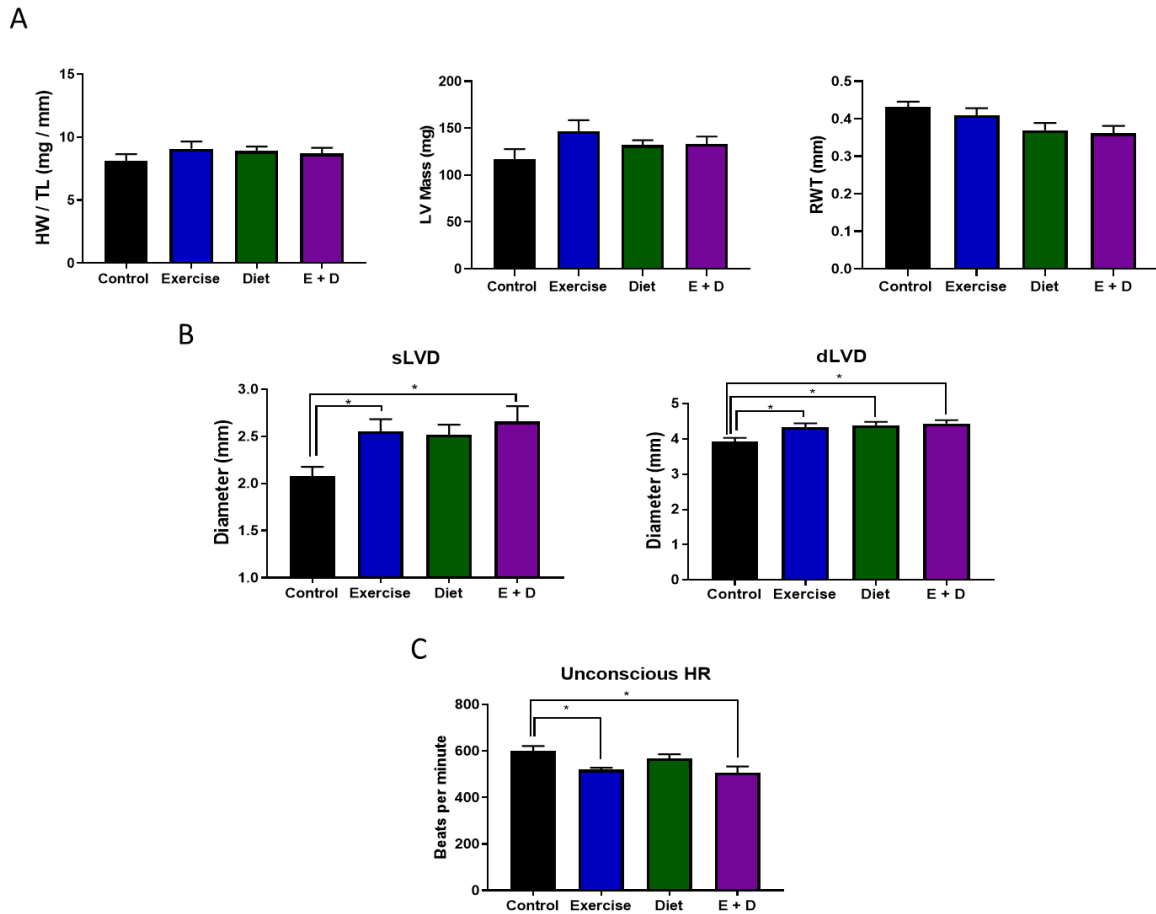 A
HW / TL (mg / mm)
15
10
5
0
Control Exercise Diet E + D
LV Mass (mg)
200
150
100
50
0
Control Exercise Diet E + D
RWT (mm)
0.5
0.4
0.3
0.2
0.1
0.0
Control Exercise Diet E + D
B
sLVD
Diameter (mm)
3.0
2.5
2.0
1.5
1.0
*
*
Control Exercise Diet E + D
dLVD
Diameter (mm)
5
4
3
2
1
0
*
*
*
Control Exercise Diet E + D
C
Unconscious HR
Beats per minute
800
600
400
200
0
*
*
Control Exercise Diet E + D